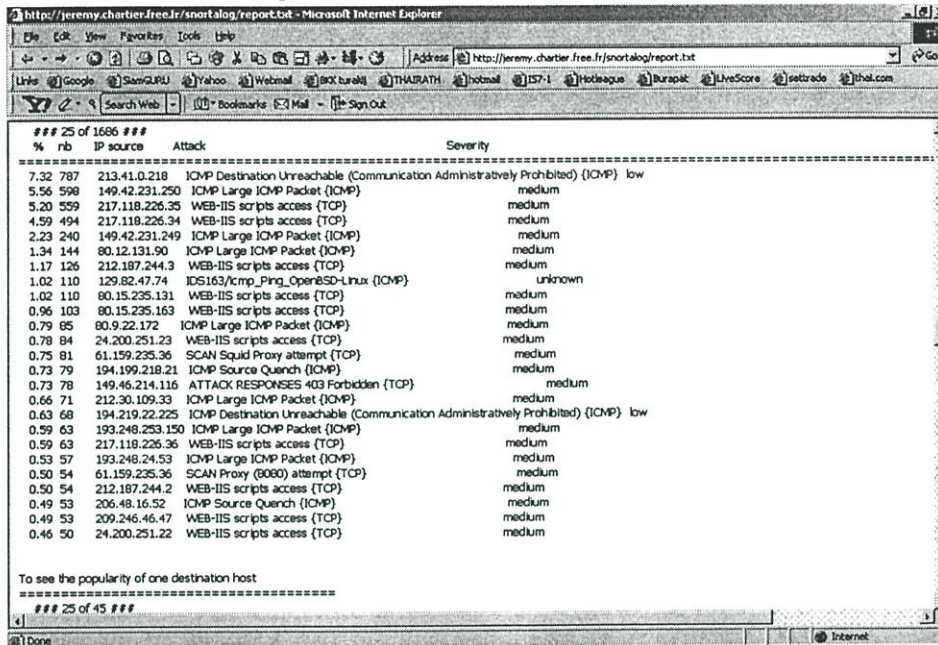 http://jeremy.chartier.free.fr/snortalog/report.txt - Microsoft Internet Explorer
File Edit View Favorites Tools Help
Address http://jeremy.chartier.free.fr/snortalog/report.txt Go
Links Google SiamGURU Yahoo Webmail BKX turakij THAIRATH hotmail IS7-1 Hotleague Burapat LiveScore settrade thai.com
Y! Search Web Bookmarks Mail Sign Out
### 25 of 1686 ###
% nb IP source Attack Severity
===============================================================================
7.32 787 213.41.0.218 ICMP Destination Unreachable (Communication Administratively Prohibited) {ICMP} low
5.56 598 149.42.231.250 ICMP Large ICMP Packet {ICMP} medium
5.20 559 217.118.226.35 WEB-IIS scripts access {TCP} medium
4.59 494 217.118.226.34 WEB-IIS scripts access {TCP} medium
2.23 240 149.42.231.249 ICMP Large ICMP Packet {ICMP} medium
1.34 144 80.12.131.90 ICMP Large ICMP Packet {ICMP} medium
1.17 126 212.187.244.3 WEB-IIS scripts access {TCP} medium
1.02 110 129.82.47.74 IDS163/icmp_Ping_OpenBSD-Linux {ICMP} unknown
1.02 110 80.15.235.131 WEB-IIS scripts access {TCP} medium
0.96 103 80.15.235.163 WEB-IIS scripts access {TCP} medium
0.79 85 80.9.22.172 ICMP Large ICMP Packet {ICMP} medium
0.78 84 24.200.251.23 WEB-IIS scripts access {TCP} medium
0.75 81 61.159.235.36 SCAN Squid Proxy attempt {TCP} medium
0.73 79 194.199.218.21 ICMP Source Quench {ICMP} medium
0.73 78 149.46.214.116 ATTACK RESPONSES 403 Forbidden {TCP} medium
0.66 71 212.30.109.33 ICMP Large ICMP Packet {ICMP} medium
0.63 68 194.219.22.225 ICMP Destination Unreachable (Communication Administratively Prohibited) {ICMP} low
0.59 63 193.248.253.150 ICMP Large ICMP Packet {ICMP} medium
0.59 63 217.118.226.36 WEB-IIS scripts access {TCP} medium
0.53 57 193.248.24.53 ICMP Large ICMP Packet {ICMP} medium
0.50 54 61.159.235.36 SCAN Proxy (8080) attempt {TCP} medium
0.50 54 212.187.244.2 WEB-IIS scripts access {TCP} medium
0.49 53 206.48.16.52 ICMP Source Quench {ICMP} medium
0.49 53 209.246.46.47 WEB-IIS scripts access {TCP} medium
0.46 50 24.200.251.22 WEB-IIS scripts access {TCP} medium
To see the popularity of one destination host
=======================================
### 25 of 45 ###
Done Internet